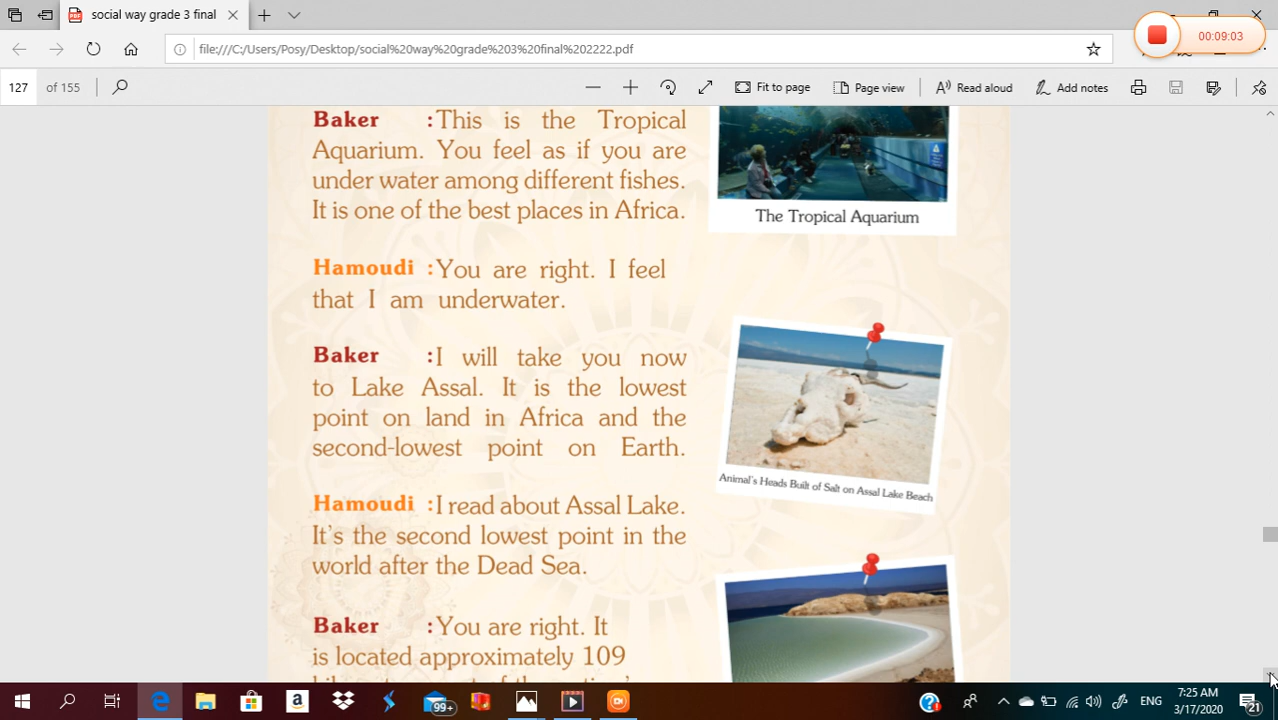 social way grade 3 final
00:09:03
file:///C:/Users/Posy/Desktop/social%20way%20grade%203%20final%202222.pdf
127 of 155
Fit to page
Page view
Read aloud
Add notes
Baker :This is the Tropical
Aquarium. You feel as if you are
under water among different fishes.
It is one of the best places in Africa.
The Tropical Aquarium
Hamoudi :You are right. I feel
that I am underwater.
Baker :I will take you now
to Lake Assal. It is the lowest
point on land in Africa and the
second-lowest point on Earth.
Animal's Heads Built of Salt on Assal Lake Beach
Hamoudi :I read about Assal Lake.
It's the second lowest point in the
world after the Dead Sea.
Baker :You are right. It
is located approximately 109
99+
ENG
7:25 AM
3/17/2020
21